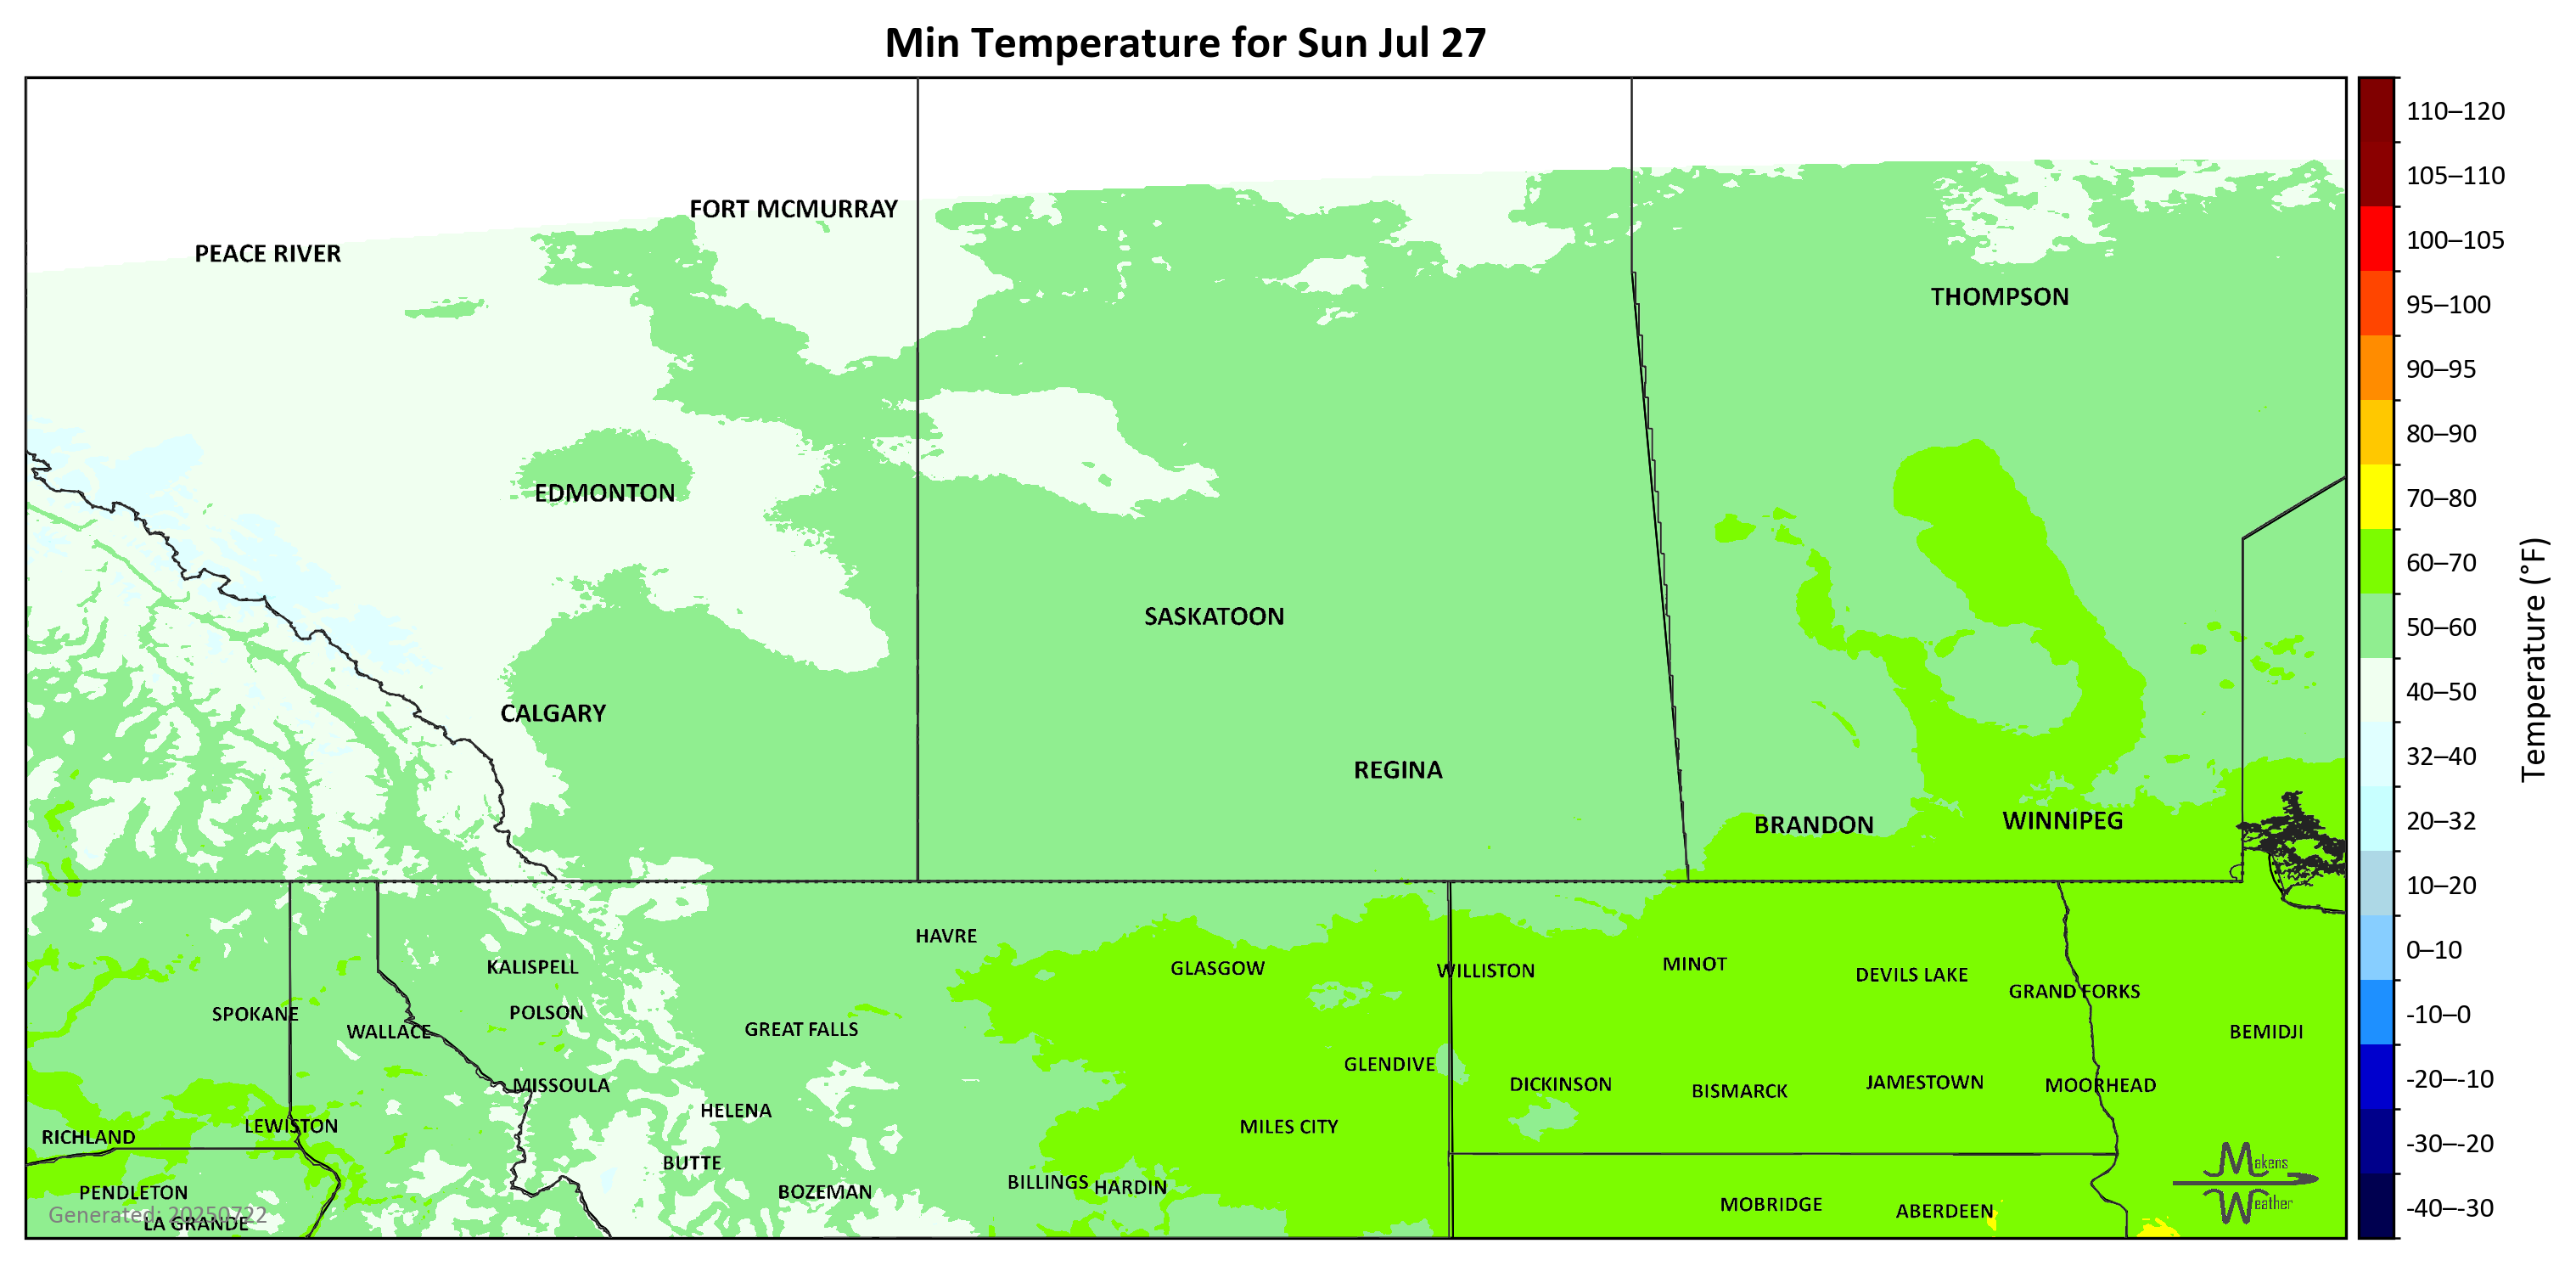 Min Temperature for Sun Jul 27
FORT MCMURRAY
PEACE RIVER
THOMPSON
EDMONTON
SASKATOON
CALGARY
REGINA
BRANDON
WINNIPEG
HAVRE
KALISPELL
GLASGOW
WILLISTON
MINOT
DEVILS LAKE
GRAND FORKS
SPOKANE
POLSON
WALLACE
GREAT FALLS
BEMIDJI
GLENDIVE
MISSOULA
DICKINSON
BISMARCK
JAMESTOWN
MOORHEAD
HELENA
LEWISTON
MILES CITY
RICHLAND
BUTTE
BILLINGS
HARDIN
PENDLETON
BOZEMAN
MOBRIDGE
ABERDEEN
Generated: 20250722
LA GRANDE
Makens
Weather
110–120
105–110
100–105
95–100
90–95
80–90
70–80
60–70
50–60
40–50
32–40
20–32
10–20
0–10
-10–0
-20–-10
-30–-20
-40–-30
Temperature (°F)